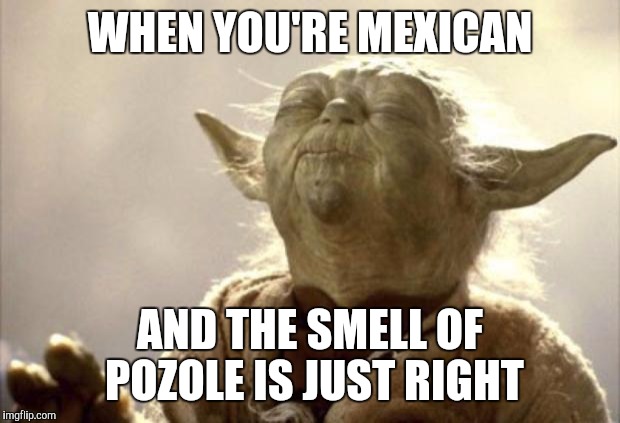 WHEN YOU'RE MEXICAN
AND THE SMELL OF
POZOLE IS JUST RIGHT
imgflip.com